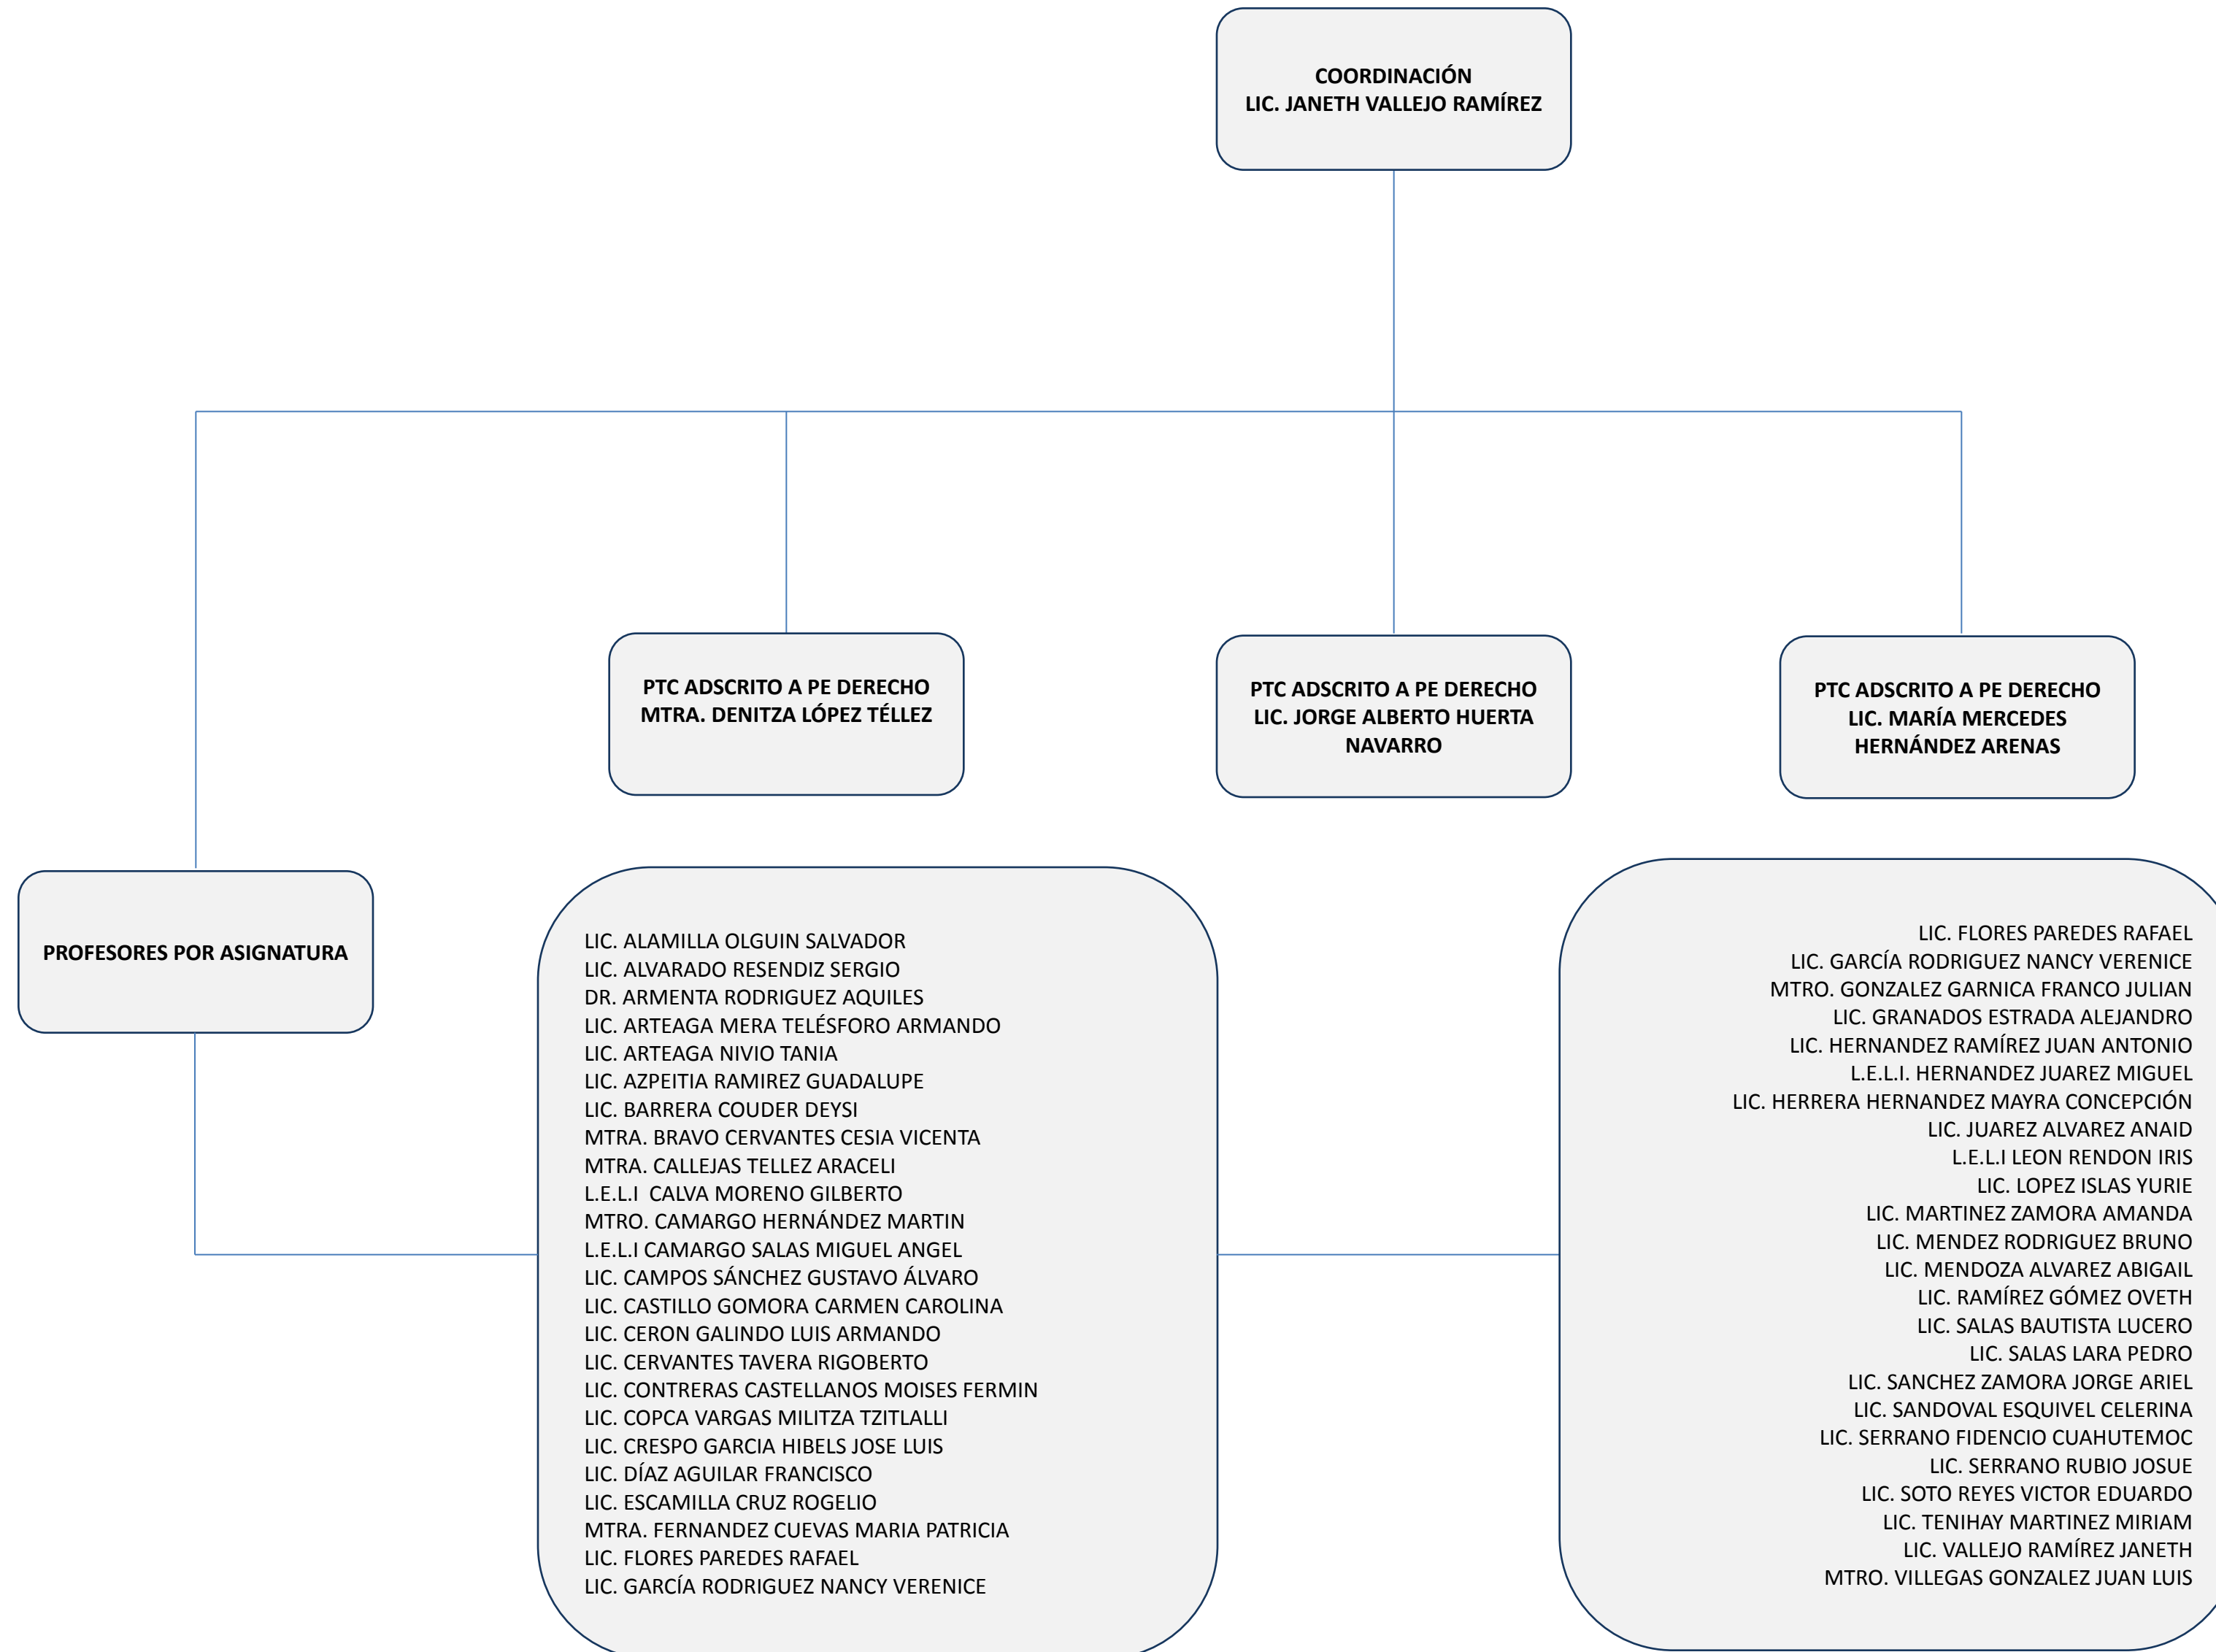 COORDINACIÓN
LIC. JANETH VALLEJO RAMÍREZ
PTC ADSCRITO A PE DERECHO
MTRA. DENITZA LÓPEZ TÉLLEZ
PTC ADSCRITO A PE DERECHO
LIC. JORGE ALBERTO HUERTA
NAVARRO
PTC ADSCRITO A PE DERECHO
LIC. MARÍA MERCEDES
HERNÁNDEZ ARENAS
PROFESORES POR ASIGNATURA
LIC. ALAMILLA OLGUIN SALVADOR
LIC. ALVARADO RESENDIZ SERGIO
DR. ARMENTA RODRIGUEZ AQUILES
LIC. ARTEAGA MERA TELÉSFORO ARMANDO
LIC. ARTEAGA NIVIO TANIA
LIC. AZPEITIA RAMIREZ GUADALUPE
LIC. BARRERA COUDER DEYSI
MTRA. BRAVO CERVANTES CESIA VICENTA
MTRA. CALLEJAS TELLEZ ARACELI
L.E.L.I  CALVA MORENO GILBERTO
MTRO. CAMARGO HERNÁNDEZ MARTIN
L.E.L.I CAMARGO SALAS MIGUEL ANGEL
LIC. CAMPOS SÁNCHEZ GUSTAVO ÁLVARO
LIC. CASTILLO GOMORA CARMEN CAROLINA
LIC. CERON GALINDO LUIS ARMANDO
LIC. CERVANTES TAVERA RIGOBERTO
LIC. CONTRERAS CASTELLANOS MOISES FERMIN
LIC. COPCA VARGAS MILITZA TZITLALLI
LIC. CRESPO GARCIA HIBELS JOSE LUIS
LIC. DÍAZ AGUILAR FRANCISCO
LIC. ESCAMILLA CRUZ ROGELIO
MTRA. FERNANDEZ CUEVAS MARIA PATRICIA
LIC. FLORES PAREDES RAFAEL
LIC. GARCÍA RODRIGUEZ NANCY VERENICE
LIC. FLORES PAREDES RAFAEL
LIC. GARCÍA RODRIGUEZ NANCY VERENICE
MTRO. GONZALEZ GARNICA FRANCO JULIAN
LIC. GRANADOS ESTRADA ALEJANDRO
LIC. HERNANDEZ RAMÍREZ JUAN ANTONIO
L.E.L.I. HERNANDEZ JUAREZ MIGUEL
LIC. HERRERA HERNANDEZ MAYRA CONCEPCIÓN
LIC. JUAREZ ALVAREZ ANAID
L.E.L.I LEON RENDON IRIS
LIC. LOPEZ ISLAS YURIE
LIC. MARTINEZ ZAMORA AMANDA
LIC. MENDEZ RODRIGUEZ BRUNO
LIC. MENDOZA ALVAREZ ABIGAIL
LIC. RAMÍREZ GÓMEZ OVETH
LIC. SALAS BAUTISTA LUCERO
LIC. SALAS LARA PEDRO
LIC. SANCHEZ ZAMORA JORGE ARIEL
LIC. SANDOVAL ESQUIVEL CELERINA
LIC. SERRANO FIDENCIO CUAHUTEMOC
LIC. SERRANO RUBIO JOSUE
LIC. SOTO REYES VICTOR EDUARDO
LIC. TENIHAY MARTINEZ MIRIAM
LIC. VALLEJO RAMÍREZ JANETH
MTRO. VILLEGAS GONZALEZ JUAN LUIS